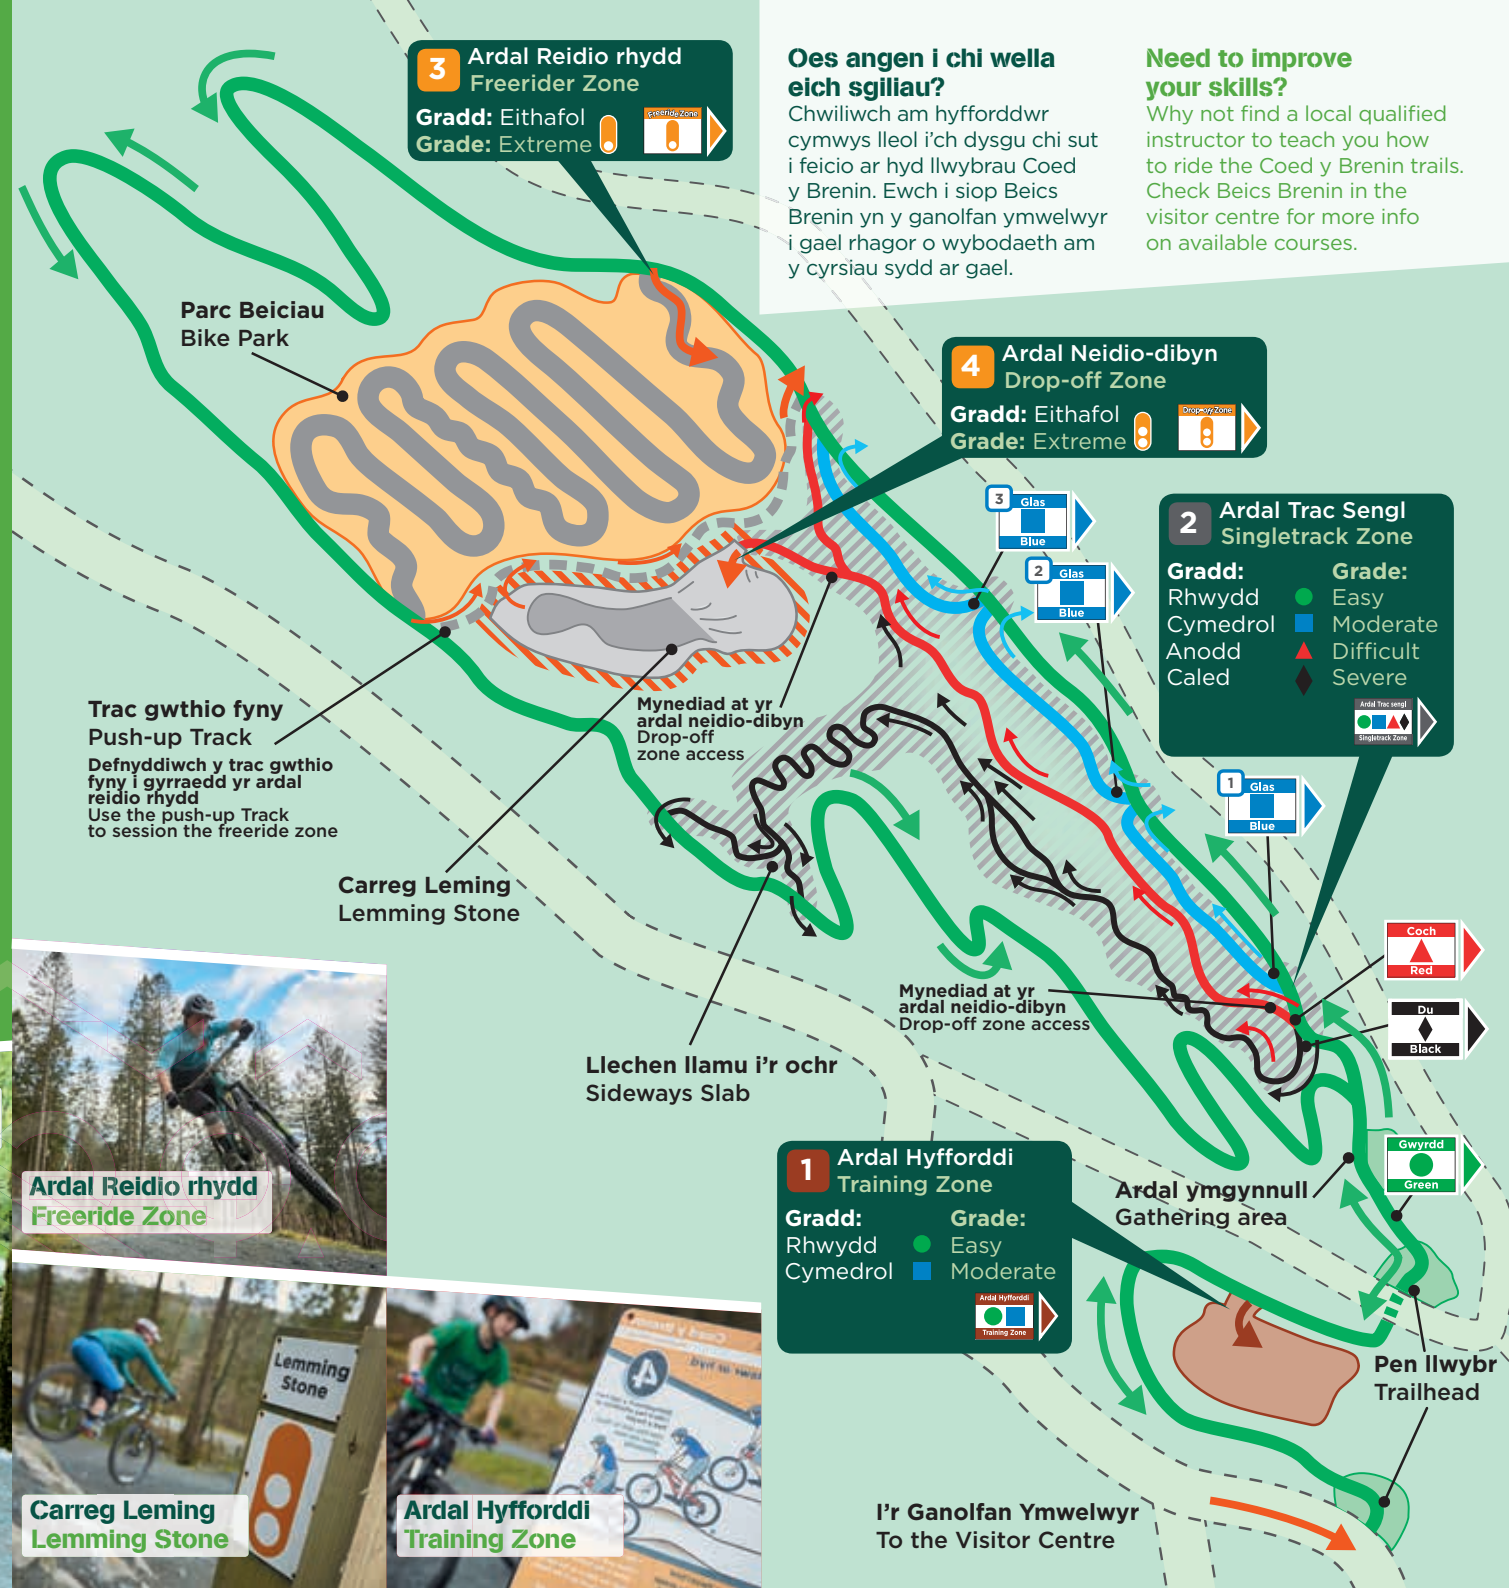 3
Ardal Reidio rhydd
Freerider Zone
Gradd: Eithafol
Grade: Extreme
Freeride Zone
Oes angen i chi wella
eich sgiliau?
Chwiliwch am hyfforddwr
cymwys lleol i'ch dysgu chi sut
i feicio ar hyd llwybrau Coed
y Brenin. Ewch i siop Beics
Brenin yn y ganolfan ymwelwyr
i gael rhagor o wybodaeth am
y cyrsiau sydd ar gael.
Need to improve
your skills?
Why not find a local qualified
instructor to teach you how
to ride the Coed y Brenin trails.
Check Beics Brenin in the
visitor centre for more info
on available courses.
Parc Beiciau
Bike Park
4
Ardal Neidio-dibyn
Drop-off Zone
Gradd: Eithafol
Grade: Extreme
Drop-off Zone
3
Glas
Blue
2
Glas
Blue
2
Ardal Trac Sengl
Singletrack Zone
Gradd: Grade:
Rhwydd Easy
Cymedrol Moderate
Anodd Difficult
Caled Severe
Ardal Trac sengl
Singletrack Zone
Trac gwthio fyny
Push-up Track
Defnyddiwch y trac gwthio
fyny i gyrraedd yr ardal
reidio rhydd
Use the push-up Track
to session the freeride zone
Mynediad at yr
ardal neidio-dibyn
Drop-off
zone access
1
Glas
Blue
Carreg Leming
Lemming Stone
Coch
Red
Mynediad at yr
ardal neidio-dibyn
Drop-off zone access
Du
Black
Llechen llamu i'r ochr
Sideways Slab
1
Ardal Hyfforddi
Training Zone
Gradd: Grade:
Rhwydd Easy
Cymedrol Moderate
Ardal Hyfforddi
Training Zone
Gwyrdd
Green
Ardal ymgynnull
Gathering area
Ardal Reidio rhydd
Freeride Zone
Pen llwybr
Trailhead
Lemming
Stone
4
Carreg Leming
Lemming Stone
Ardal Hyfforddi
Training Zone
I'r Ganolfan Ymwelwyr
To the Visitor Centre